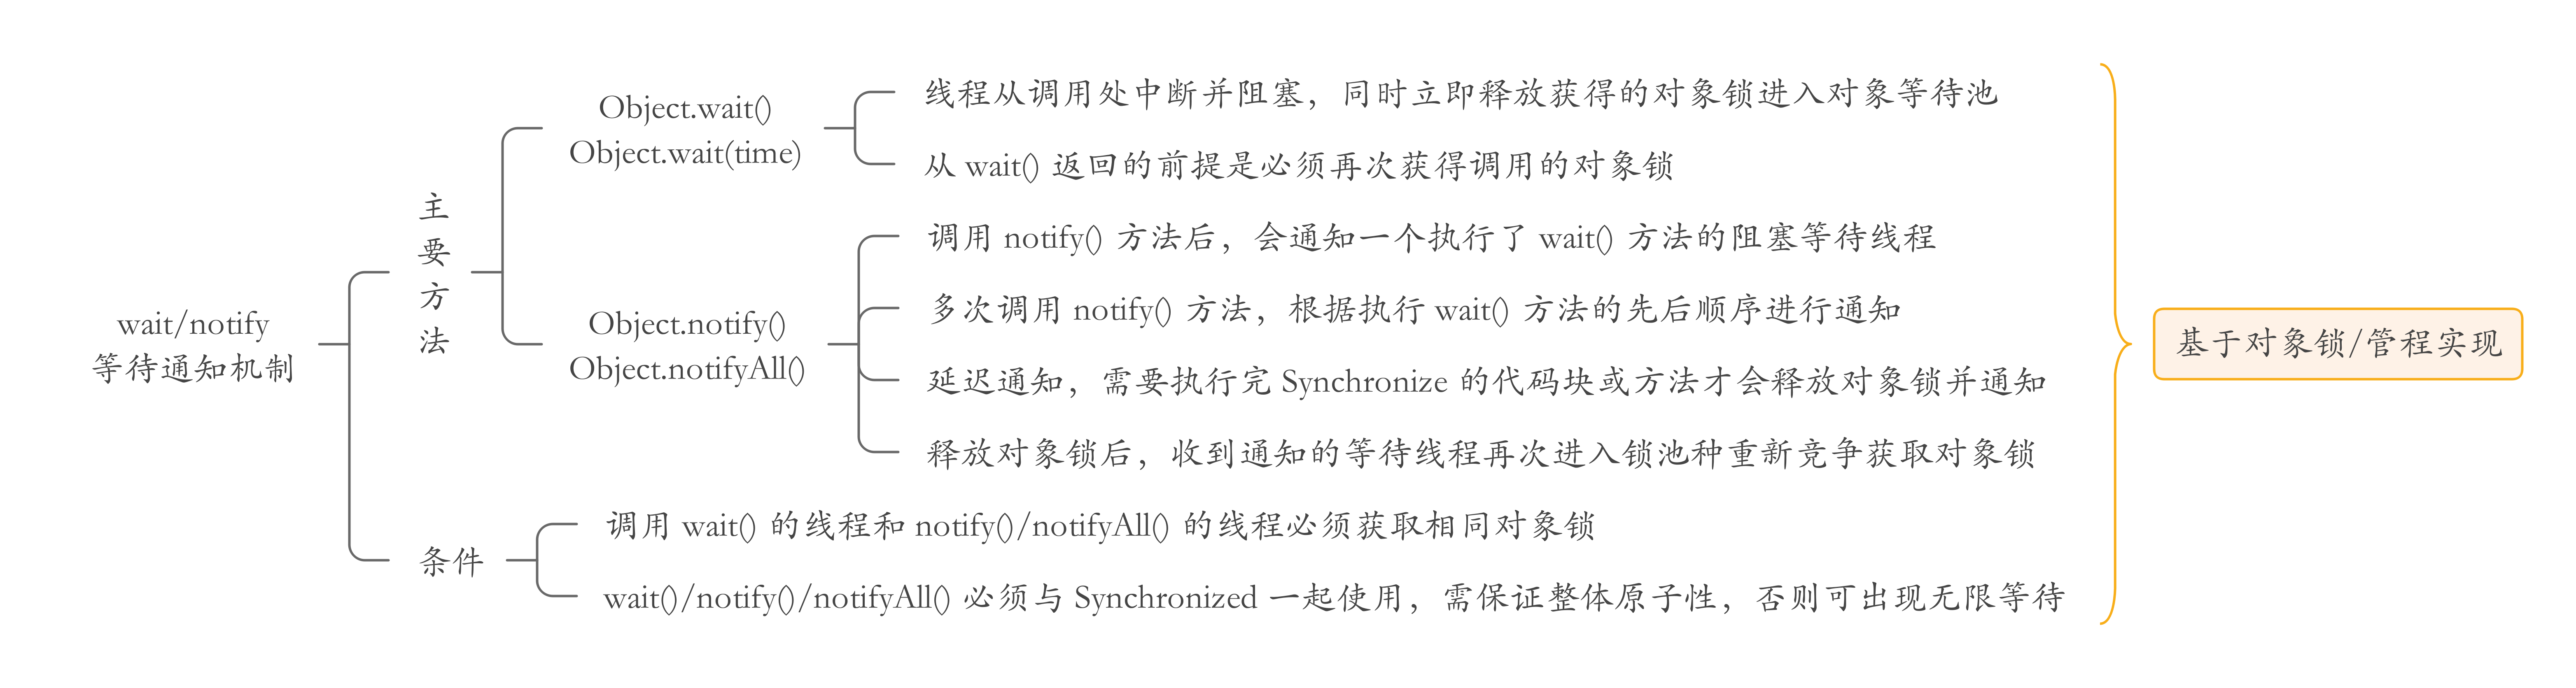 wait/notify
等待通知机制
主
要
方
法
Object.wait()
Object.wait(time)
线程从调用处中断并阻塞，同时立即释放获得的对象锁进入对象等待池
从 wait() 返回的前提是必须再次获得调用的对象锁
Object.notify()
Object.notifyAll()
调用 notify() 方法后，会通知一个执行了 wait() 方法的阻塞等待线程
多次调用 notify() 方法，根据执行 wait() 方法的先后顺序进行通知
延迟通知，需要执行完 Synchronize 的代码块或方法才会释放对象锁并通知
释放对象锁后，收到通知的等待线程再次进入锁池种重新竞争获取对象锁
条件
调用 wait() 的线程和 notify()/notifyAll() 的线程必须获取相同对象锁
wait()/notify()/notifyAll() 必须与 Synchronized 一起使用，需保证整体原子性，否则可出现无限等待
基于对象锁/管程实现